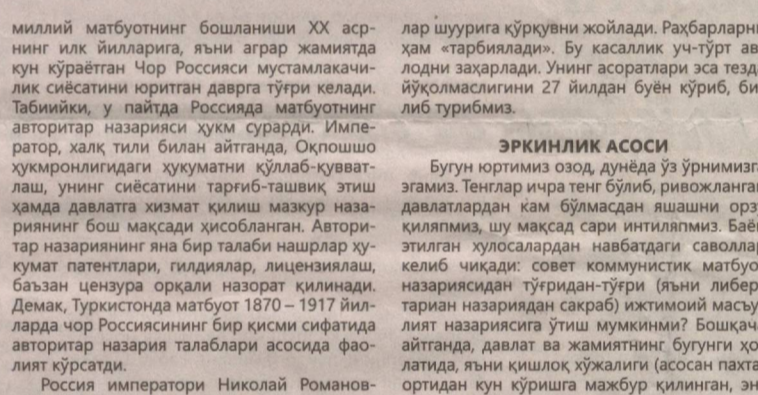 миллий матбуотнинг бошланиши XX аср-
нинг илк йилларига, яъни аграр жамиятда
кун кўраётган Чор Россияси мустамлакачи-
лик сиёсатини юритган даврга тўғри келади.
Табиийки, у пайтда Россияда матбуотнинг
авторитар назарияси ҳукм сурарди. Импе-
ратор, халқ тили билан айтганда, Оқпошшо
ҳукмронлигидаги ҳукуматни қўллаб-қувват-
лаш, унинг сиёсатини тарғиб-ташвиқ этиш
ҳамда давлатга хизмат қилиш мазкур наза-
риянинг бош мақсади ҳисобланган. Автори-
тар назариянинг яна бир талаби нашрлар ҳу-
кумат патентлари, гилдиялар, лицензиялаш,
баъзан цензура орқали назорат қилинади.
Демак, Туркистонда матбуот 1870 – 1917 йил-
ларда чор Россиясининг бир қисми сифатида
авторитар назария талаблари асосида фао-
лият кўрсатди.
Россия императори Николай Романов-
лар шуурига қўрқувни жойлади. Раҳбарларни
ҳам «тарбиялади». Бу касаллик уч-тўрт ав
лодни заҳарлади. Унинг асоратлари эса тезда
йўқолмаслигини 27 йилдан буён кўриб, би
либ турибмиз.
ЭРКИНЛИК АСОСИ
Бугун юртимиз озод, дунёда ўз ўрнимизга
эгамиз. Тенглар ичра тенг бўлиб, ривожланга
давлатлардан кам бўлмасдан яшашни орз
қиляпмиз, шу мақсад сари интиляпмиз. Баё
этилган хулосалардан навбатдаги саволла
келиб чиқади: совет коммунистик матбуо
назариясидан тўғридан-тўғри (яъни либер
тариан назариядан сакраб) ижтимоий масъу
лият назариясига ўтиш мумкинми? Бошқач
айтганда, давлат ва жамиятнинг бугунги ҳо
латида, яъни қишлоқ хўжалиги (асосан пахта
ортидан кун кўришга мажбур қилинган, эн